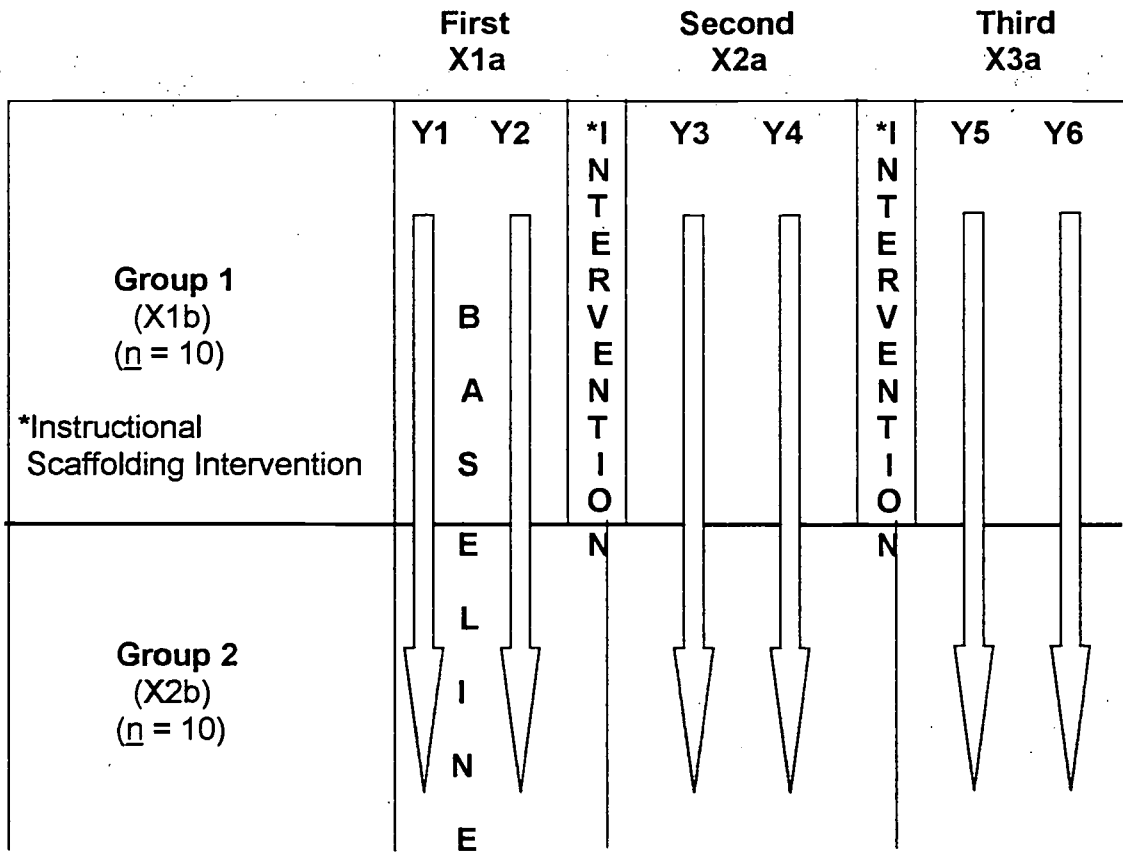 First Second Third
X1a X2a X3a
Y1 Y2 *INTERVENTION Y3 Y4 *INTERVENTION Y5 Y6
Group 1
(X1b)
(n = 10)
*Instructional
Scaffolding Intervention
BASELINE
Group 2
(X2b)
(n = 10)